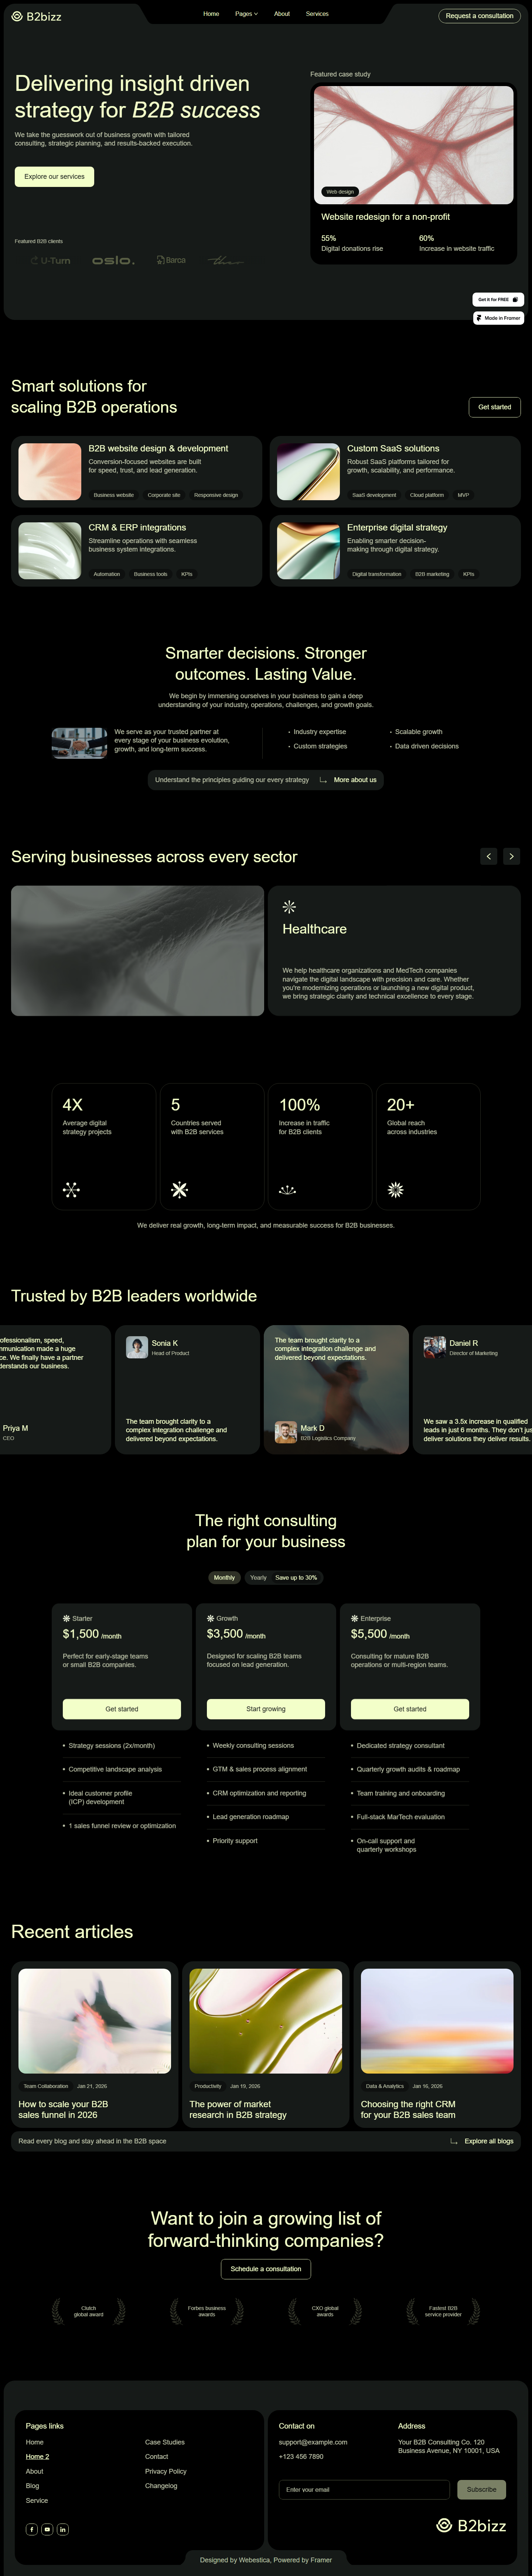 B2bizz
Home
Pages
About
Services
Request a consultation
Delivering insight driven
strategy for B2B success
We take the guesswork out of business growth with tailored
consulting, strategic planning, and results-backed execution.
Explore our services
Featured B2B clients
U-Turn
oslo.
Barca
Featured case study
Web design
Website redesign for a non-profit
55%
Digital donations rise
60%
Increase in website traffic
Get it for FREE
Made in Framer
Smart solutions for
scaling B2B operations
Get started
B2B website design & development
Conversion-focused websites are built
for speed, trust, and lead generation.
Business website
Corporate site
Responsive design
Custom SaaS solutions
Robust SaaS platforms tailored for
growth, scalability, and performance.
SaaS development
Cloud platform
MVP
CRM & ERP integrations
Streamline operations with seamless
business system integrations.
Automation
Business tools
KPIs
Enterprise digital strategy
Enabling smarter decision-
making through digital strategy.
Digital transformation
B2B marketing
KPIs
Smarter decisions. Stronger
outcomes. Lasting Value.
We begin by immersing ourselves in your business to gain a deep
understanding of your industry, operations, challenges, and growth goals.
We serve as your trusted partner at
every stage of your business evolution,
growth, and long-term success.
Industry expertise
Scalable growth
Custom strategies
Data driven decisions
Understand the principles guiding our every strategy
More about us
Serving businesses across every sector
Healthcare
We help healthcare organizations and MedTech companies
navigate the digital landscape with precision and care. Whether
you're modernizing operations or launching a new digital product,
we bring strategic clarity and technical excellence to every stage.
4X
Average digital
strategy projects
5
Countries served
with B2B services
100%
Increase in traffic
for B2B clients
20+
Global reach
across industries
We deliver real growth, long-term impact, and measurable success for B2B businesses.
Trusted by B2B leaders worldwide
ofessionalism, speed,
mmunication made a huge
ce. We finally have a partner
derstands our business.
Priya M
CEO
Sonia K
Head of Product
The team brought clarity to a
complex integration challenge and
delivered beyond expectations.
The team brought clarity to a
complex integration challenge and
delivered beyond expectations.
Mark D
B2B Logistics Company
Daniel R
Director of Marketing
We saw a 3.5x increase in qualified
leads in just 6 months. They don't jus
deliver solutions they deliver results.
The right consulting
plan for your business
Monthly
Yearly
Save up to 30%
Starter
$1,500 /month
Perfect for early-stage teams
or small B2B companies.
Get started
Strategy sessions (2x/month)
Competitive landscape analysis
Ideal customer profile
(ICP) development
1 sales funnel review or optimization
Growth
$3,500 /month
Designed for scaling B2B teams
focused on lead generation.
Start growing
Weekly consulting sessions
GTM & sales process alignment
CRM optimization and reporting
Lead generation roadmap
Priority support
Enterprise
$5,500 /month
Consulting for mature B2B
operations or multi-region teams.
Get started
Dedicated strategy consultant
Quarterly growth audits & roadmap
Team training and onboarding
Full-stack MarTech evaluation
On-call support and
quarterly workshops
Recent articles
Team Collaboration
Jan 21, 2026
How to scale your B2B
sales funnel in 2026
Productivity
Jan 19, 2026
The power of market
research in B2B strategy
Data & Analytics
Jan 16, 2026
Choosing the right CRM
for your B2B sales team
Read every blog and stay ahead in the B2B space
Explore all blogs
Want to join a growing list of
forward-thinking companies?
Schedule a consultation
Clutch
global award
Forbes business
awards
CXO global
awards
Fastest B2B
service provider
Pages links
Home
Home 2
About
Blog
Service
Case Studies
Contact
Privacy Policy
Changelog
Contact on
support@example.com
+123 456 7890
Address
Your B2B Consulting Co. 120
Business Avenue, NY 10001, USA
Enter your email
Subscribe
B2bizz
Designed by Webestica, Powered by Framer